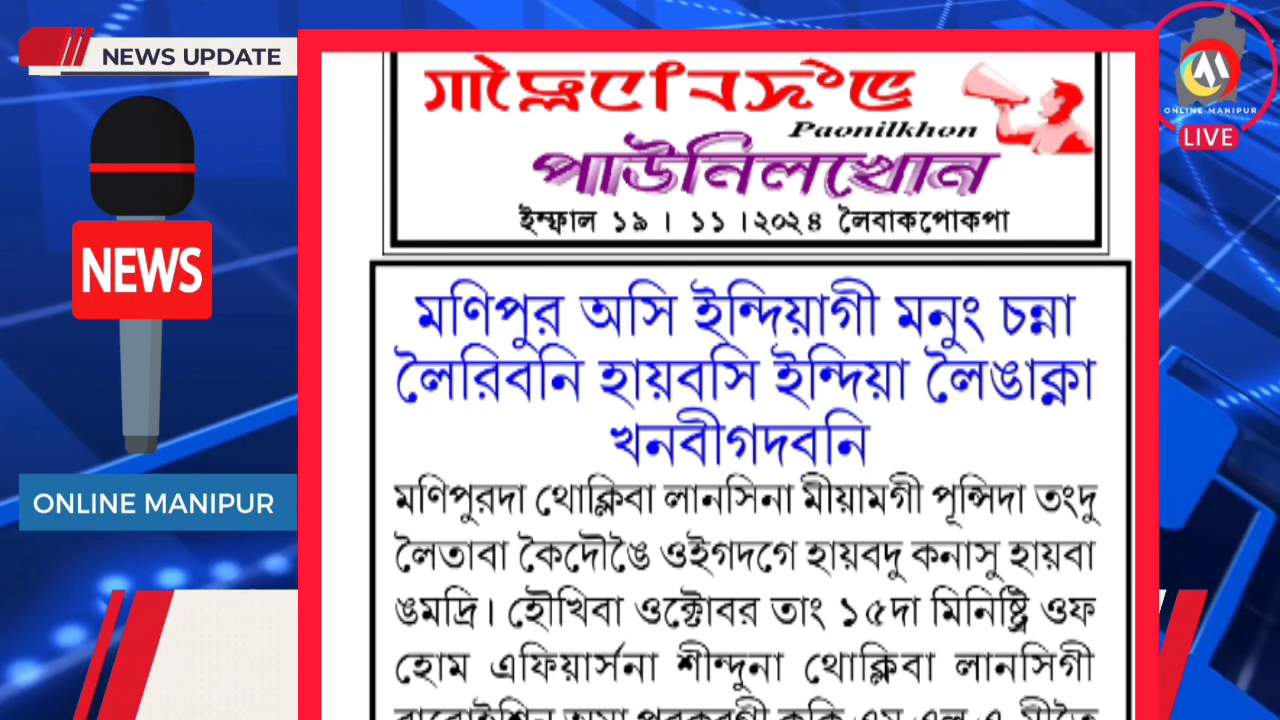 NEWS UPDATE
NEWS
ONLINE MANIPUR
ONLINE MANIPUR
LIVE
Paonilkhon
পাউনিলখোন
ইম্ফাল ১৯ । ১১ ।২০২৪ লৈবাকপোকপা
মণিপুর অসি ইন্দিয়াগী মনুং চন্না
লৈরিবনি হায়বসি ইন্দিয়া লৈঙাক্না
খনবীগদবনি
মণিপুরদা থোক্লিবা লানসিনা মীয়ামগী পূন্সিদা তংদু
লৈতাবা কৈদৌঙৈ ওইগদগে হায়বদু কনাসু হায়বা
ঙমদ্রি। হৌখিবা ওক্টোবর তাং ১৫দা মিনিষ্ট্রি ওফ
হোম এফিয়ার্সনা শীন্দুনা থোক্লিবা লানসিগী